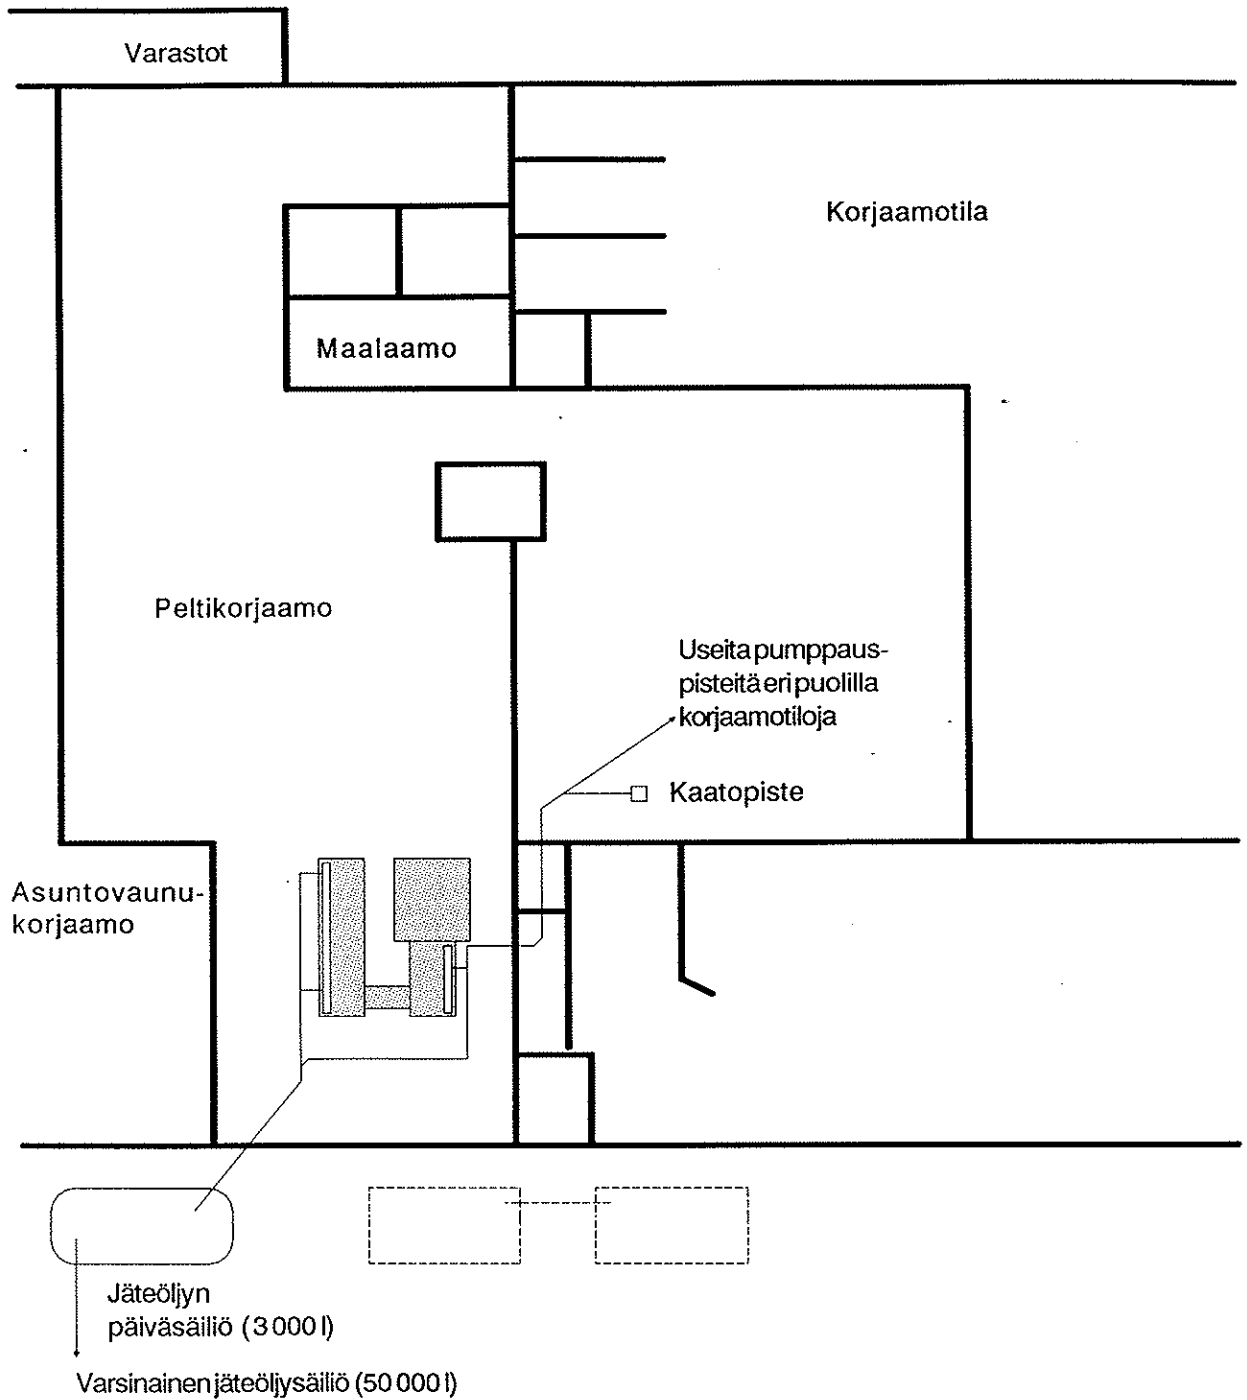 Varastot
Korjaamotila
Maalaamo
Peltikorjaamo
Useita pumppaus-
pisteitä eri puolilla
korjaamotiloja
Kaatopiste
Asuntovaunu-
korjaamo
Jäteöljyn
päiväsäiliö (3 000 l)
Varsinainen jäteöljysäiliö (50 000 l)